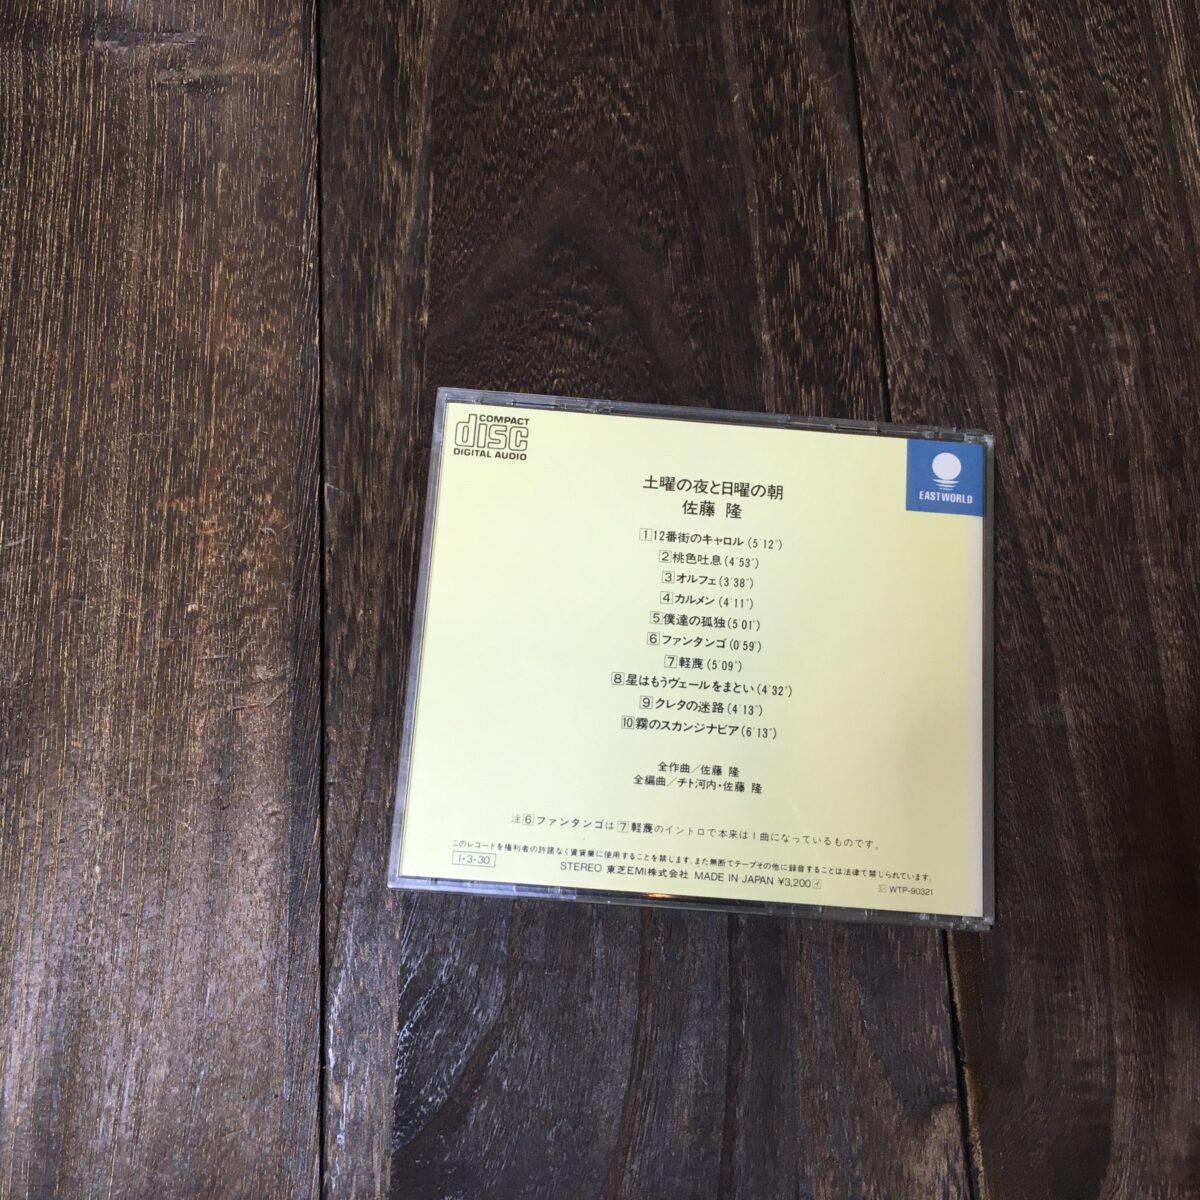 COMPACT
disc
DIGITAL AUDIO
EASTWORLD
土曜の夜と日曜の朝
佐藤 隆
1 12番街のキャロル (5′12″)
2 桃色吐息 (4′53″)
3 オルフェ (3′38″)
4 カルメン (4′11″)
5 僕達の孤独 (5′01″)
6 ファンタンゴ (0′59″)
7 軽蔑 (5′09″)
8 星はもうヴェールをまとい (4′32″)
9 クレタの迷路 (4′13″)
10 霧のスカンジナビア (6′13″)
全作曲/佐藤 隆
全編曲/チト河内・佐藤 隆
注6ファンタンゴは7軽蔑のイントロで本来は1曲になっているものです。
このレコードを権利者の許諾なく賃貸業に使用することを禁じます。また無断でテープその他に録音することは法律で禁じられています。
1・3・30
STEREO 東芝EMI株式会社 MADE IN JAPAN ¥3,200イ
WTP-90321